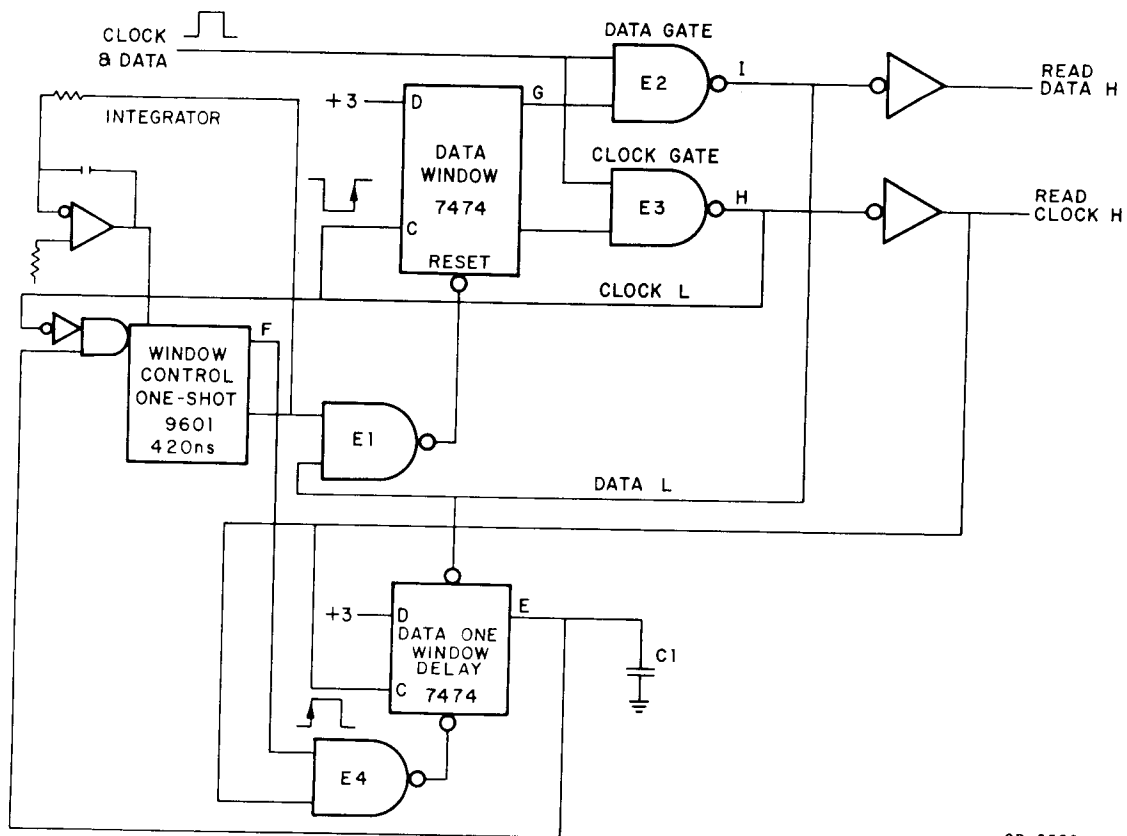 CLOCK
& DATA
DATA GATE
E2
I
READ
DATA H
INTEGRATOR
+3
D
G
DATA
WINDOW
7474
C
RESET
CLOCK GATE
E3
H
READ
CLOCK H
CLOCK L
F
WINDOW
CONTROL
ONE-SHOT
9601
420ns
E1
DATA L
+3
D
E
DATA ONE
WINDOW
DELAY
7474
C
C1
E4